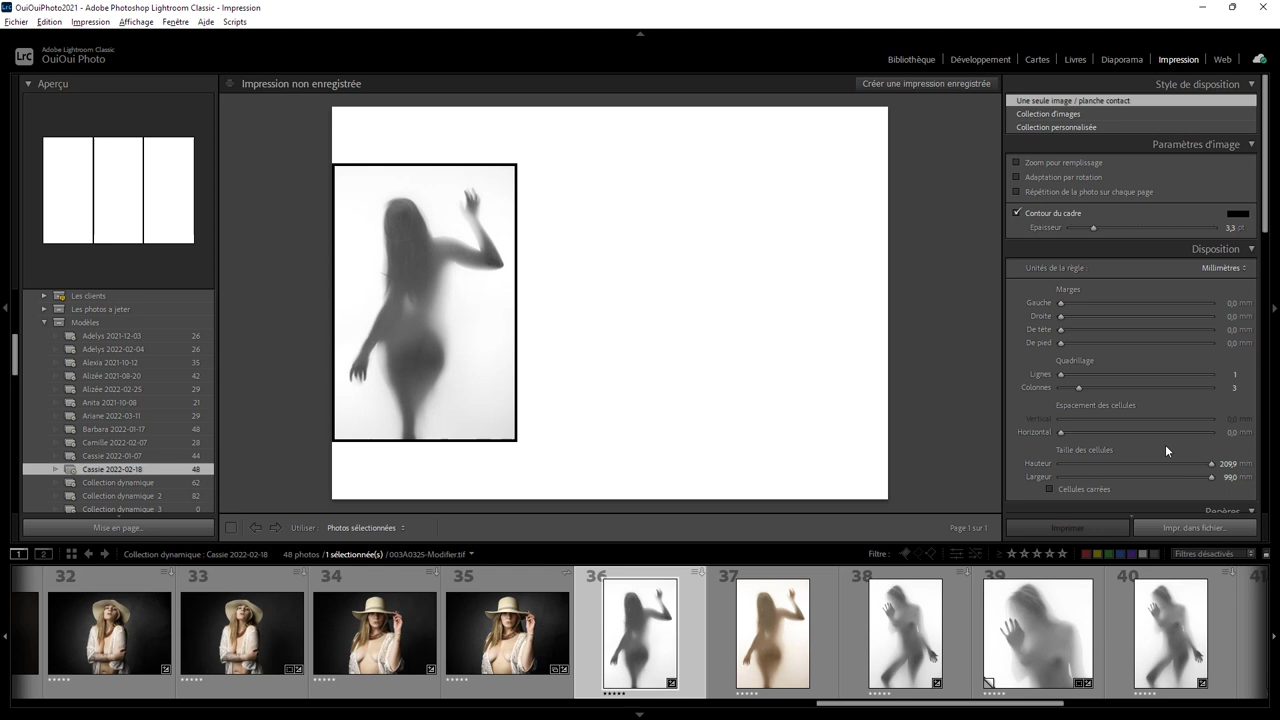 OuiOuiPhoto2021 - Adobe Photoshop Lightroom Classic - Impression
Fichier Edition Impression Affichage Fenêtre Aide Scripts
Lrc
Adobe Lightroom Classic
OuiOui Photo
Bibliothèque Développement Cartes Livres Diaporama Impression Web
Aperçu
Impression non enregistrée
Créer une impression enregistrée
Style de disposition
Une seule image / planche contact
Collection d'images
Collection personnalisée
Paramètres d'image
Zoom pour remplissage
Adaptation par rotation
Répétition de la photo sur chaque page
Contour du cadre
Epaisseur 3,3 pt
Disposition
Unités de la règle : Millimètres
Marges
Gauche 0,0 mm
Droite 0,0 mm
De tête 0,0 mm
De pied 0,0 mm
Quadrillage
Lignes 1
Colonnes 3
Espacement des cellules
Vertical 0,0 mm
Horizontal 0,0 mm
Taille des cellules
Hauteur 209,9 mm
Largeur 99,0 mm
Cellules carrées
Repères
Imprimer
Impr. dans fichier...
Les clients
Les photos a jeter
Modèles
Adelys 2021-12-03 26
Adelys 2022-02-04 26
Alexia 2021-10-12 35
Alizée 2021-08-20 42
Alizée 2022-02-25 29
Anita 2021-10-08 21
Ariane 2022-03-11 29
Barbara 2022-01-17 48
Camille 2022-02-07 28
Cassie 2022-01-07 44
Cassie 2022-02-18 48
Collection dynamique 62
Collection dynamique 2 82
Collection dynamique 3 0
Mise en page...
Utiliser : Photos sélectionnées
Page 1 sur 1
1 2
Collection dynamique : Cassie 2022-02-18
48 photos / 1 sélectionnée(s) / 003A0325-Modifier.tif
Filtre :
Filtres désactivés
32 33 34 35 36 37 38 39 40 41